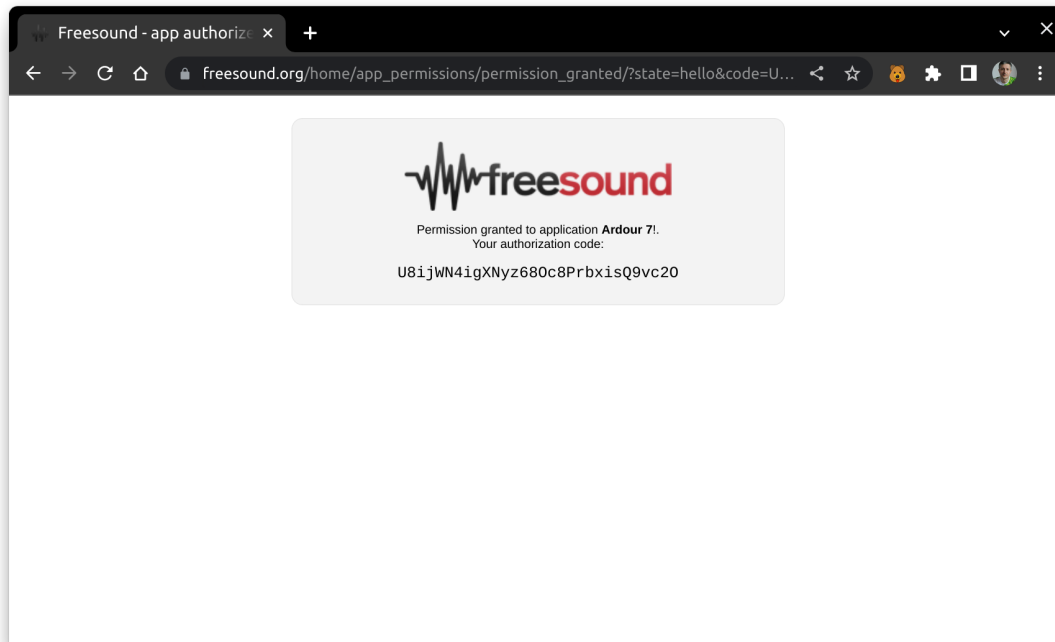 Freesound - app authorize
freesound.org/home/app_permissions/permission_granted/?state=hello&code=U…
freesound
Permission granted to application Ardour 7!.
Your authorization code:
U8ijWN4igXNyz68Oc8PrbxisQ9vc2O